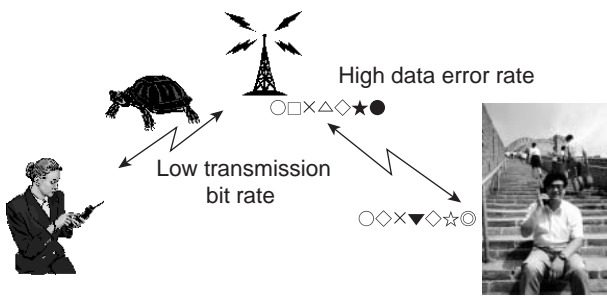 High data error rate
○□×△◇★●
Low transmission
bit rate
○◇×▼◇☆◎